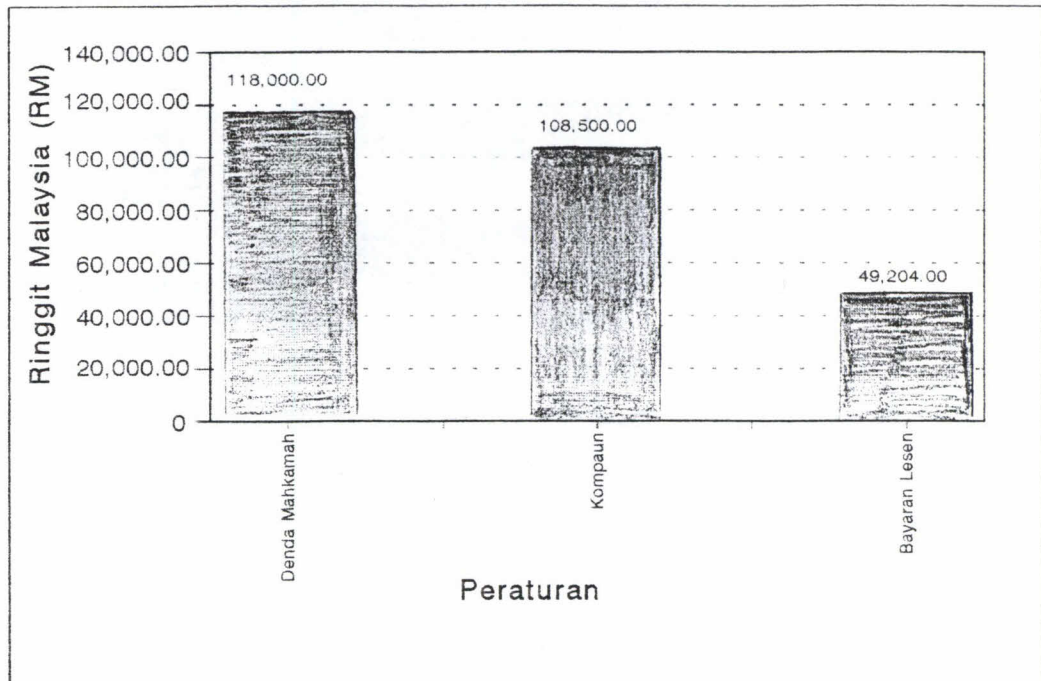 Ringgit Malaysia (RM)
140,000.00
120,000.00
100,000.00
80,000.00
60,000.00
40,000.00
20,000.00
0
118,000.00
108,500.00
49,204.00
Denda Mahkamah
Kompaun
Bayaran Lesen
Peraturan